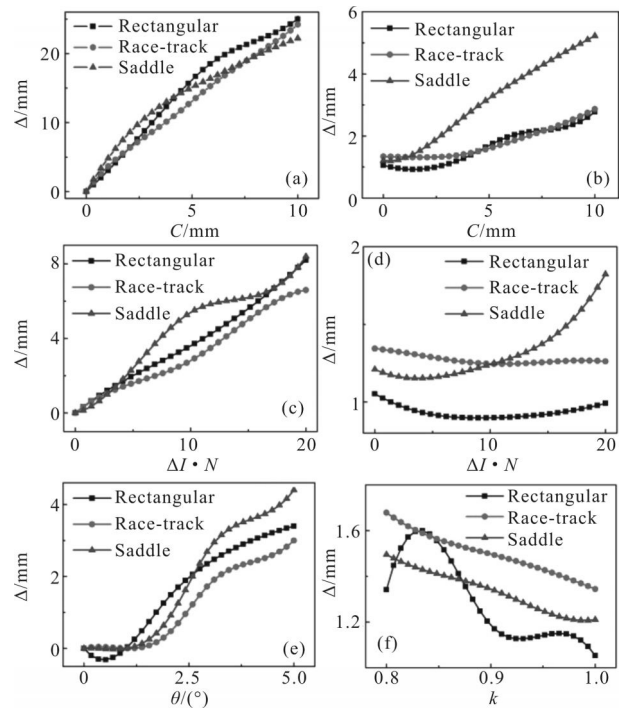 Rectangular
Race-track
Saddle
20
10
0
Δ/mm
0 5 10
C/mm
(a)
Rectangular
Race-track
Saddle
6
4
2
0
Δ/mm
0 5 10
C/mm
(b)
Rectangular
Race-track
Saddle
8
4
0
Δ/mm
0 10 20
ΔI·N
(c)
(d)
Rectangular
Race-track
Saddle
2
1
Δ/mm
0 10 20
ΔI·N
Rectangular
Race-track
Saddle
4
0
Δ/mm
0 2.5 5.0
θ/(°)
(e)
Rectangular
Race-track
Saddle
1.6
1.2
Δ/mm
0.8 0.9 1.0
k
(f)